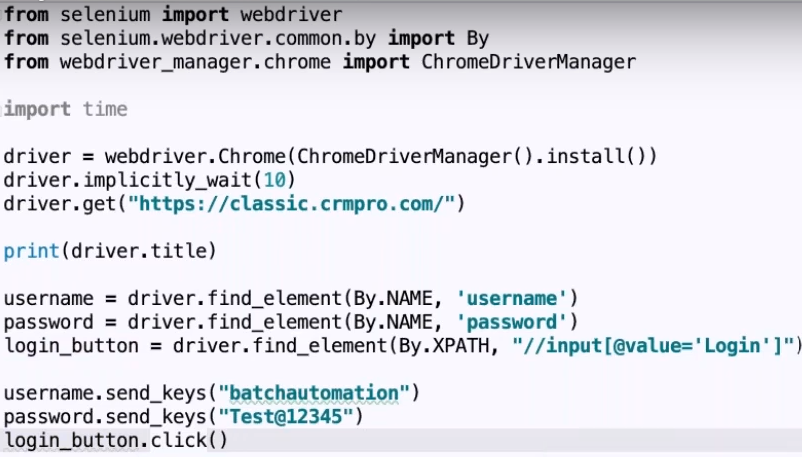 from selenium import webdriver
from selenium.webdriver.common.by import By
from webdriver_manager.chrome import ChromeDriverManager
import time
driver = webdriver.Chrome(ChromeDriverManager().install())
driver.implicitly_wait(10)
driver.get("https://classic.crmpro.com/")
print(driver.title)
username = driver.find_element(By.NAME, 'username')
password = driver.find_element(By.NAME, 'password')
login_button = driver.find_element(By.XPATH, "//input[@value='Login']")
username.send_keys("batchautomation")
password.send_keys("Test@12345")
login_button.click()